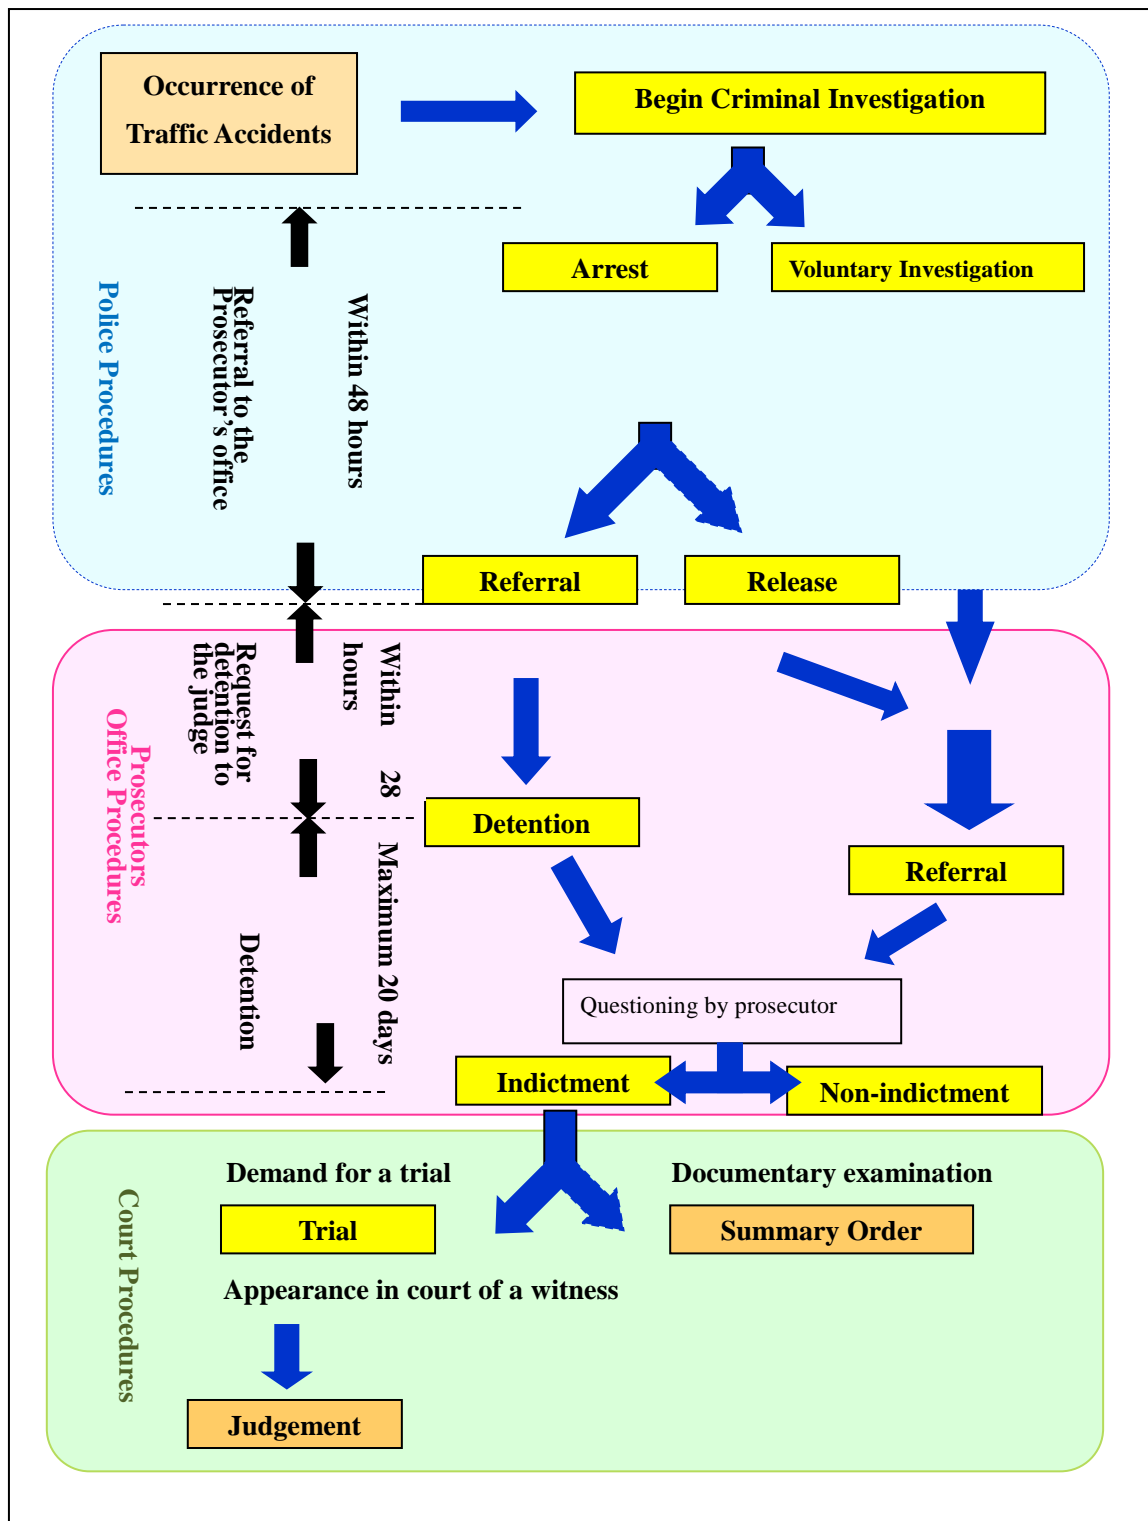 Occurrence of
Traffic Accidents
Begin Criminal Investigation
Arrest
Voluntary Investigation
Police Procedures
Referral to the
Prosecutor's office
Within 48 hours
Referral
Release
Prosecutors
Office Procedures
Request for
detention to
the judge
Within 28
hours
Detention
Referral
Detention
Maximum 20 days
Questioning by prosecutor
Indictment
Non-indictment
Court Procedures
Demand for a trial
Documentary examination
Trial
Summary Order
Appearance in court of a witness
Judgement